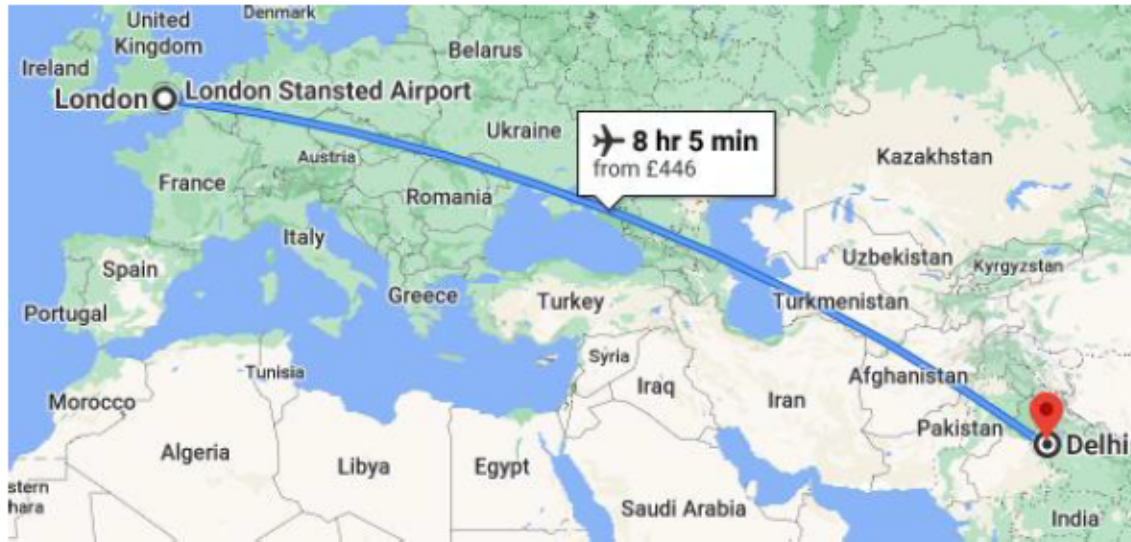 Denmark
United
Kingdom
Ireland
Belarus
London
London Stansted Airport
Ukraine
8 hr 5 min
from £446
Kazakhstan
Austria
France
Romania
Italy
Uzbekistan
Kyrgyzstan
Spain
Greece
Turkey
Turkmenistan
Portugal
Syria
Tunisia
Afghanistan
Iraq
Iran
Morocco
Pakistan
Delhi
Algeria
Libya
Egypt
stern
hara
Saudi Arabia
India